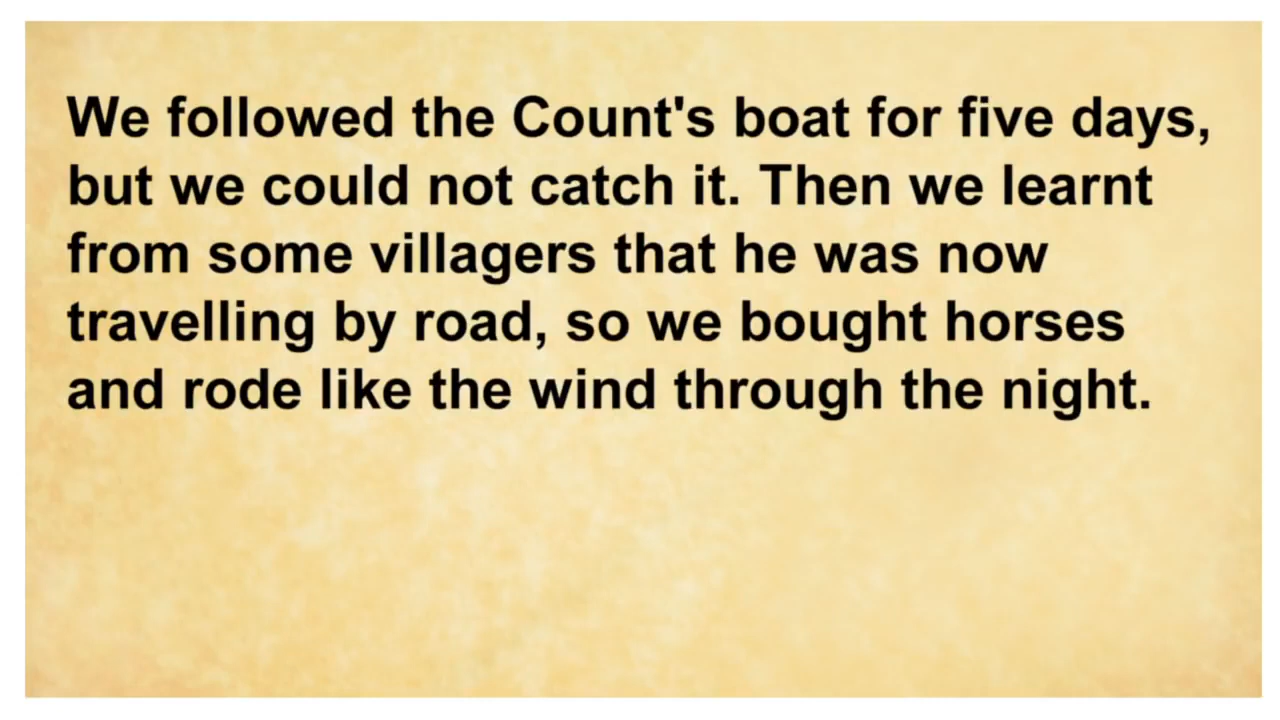 We followed the Count's boat for five days,
but we could not catch it. Then we learnt
from some villagers that he was now
travelling by road, so we bought horses
and rode like the wind through the night.